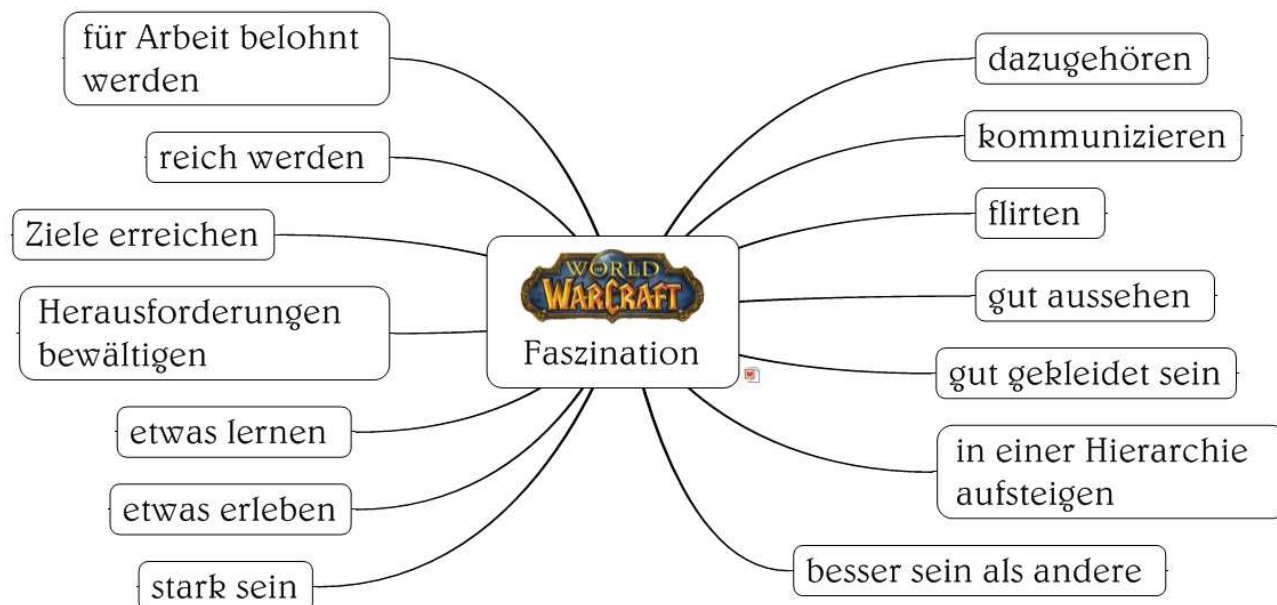 für Arbeit belohnt
werden
reich werden
Ziele erreichen
Herausforderungen
bewältigen
etwas lernen
etwas erleben
stark sein
WORLD
OF
WARCRAFT
Faszination
dazugehören
kommunizieren
flirten
gut aussehen
gut gekleidet sein
in einer Hierarchie
aufsteigen
besser sein als andere